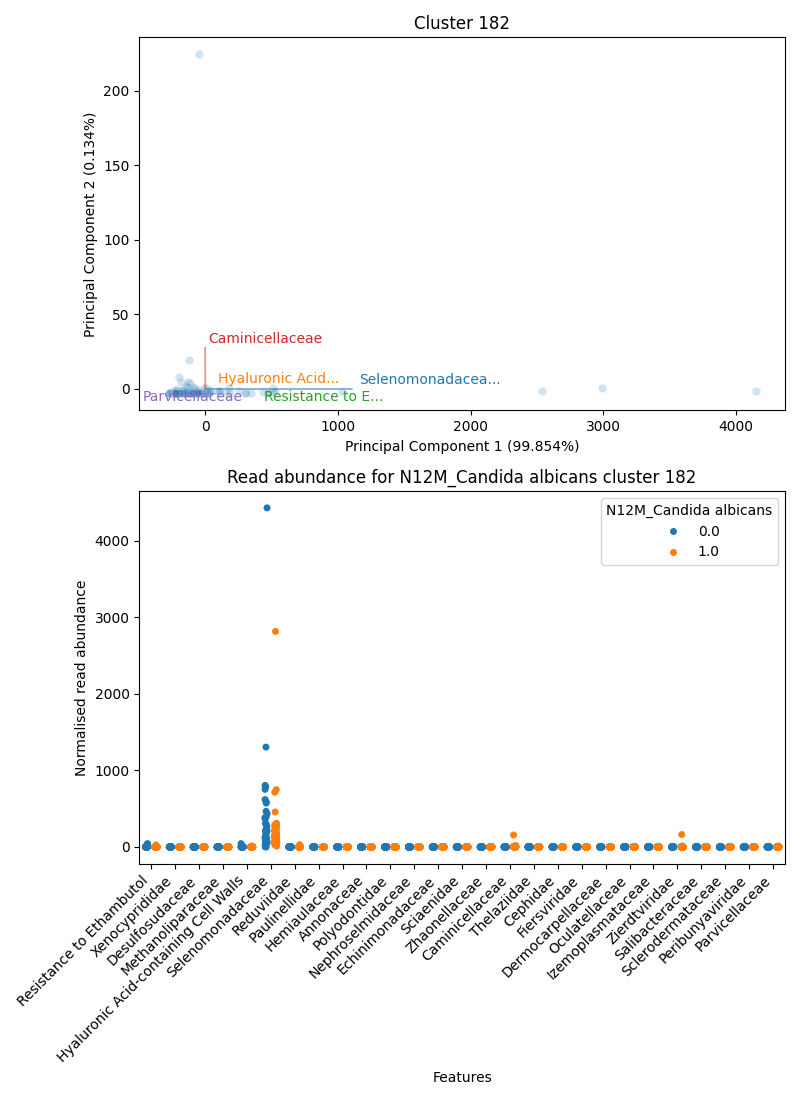 Cluster 182
Principal Component 2 (0.134%)
200
150
100
50
0
Caminicellaceae
Hyaluronic Acid...
Selenomonadacea...
Parvicellaceae
Resistance to E...
0
1000
2000
3000
4000
Principal Component 1 (99.854%)
Read abundance for N12M_Candida albicans cluster 182
Normalised read abundance
4000
3000
2000
1000
0
N12M_Candida albicans
0.0
1.0
Resistance to Ethambutol
Xenocyprididae
Desulfosudaceae
Methanoliparaceae
Hyaluronic Acid-containing Cell Walls
Selenomonadaceae
Reduviidae
Paulinellidae
Hemiaulaceae
Annonaceae
Polyodontidae
Nephroselmidaceae
Echinimonadaceae
Sciaenidae
Zhaonellaceae
Caminicellaceae
Thelaziidae
Cephidae
Fiersviridae
Dermocarpellaceae
Oculatellaceae
Izemoplasmataceae
Zierdtviridae
Salibacteraceae
Sclerodermataceae
Peribunyaviridae
Parvicellaceae
Features